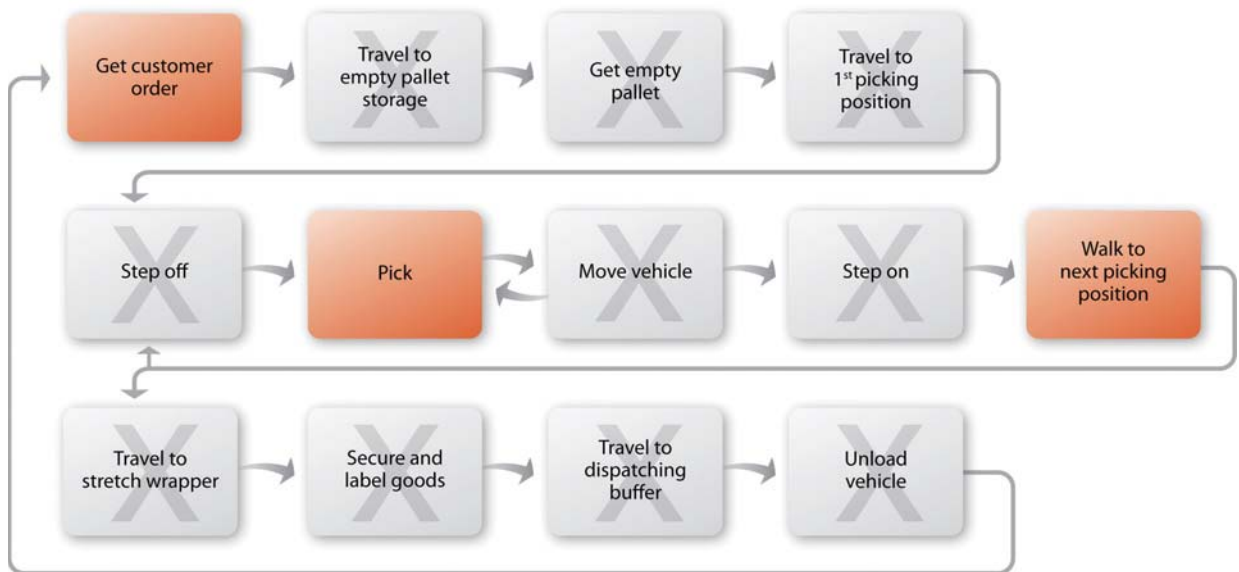 Get customer
order
Travel to
empty pallet
storage
Get empty
pallet
Travel to
1st picking
position
Step off
Pick
Move vehicle
Step on
Walk to
next picking
position
Travel to
stretch wrapper
Secure and
label goods
Travel to
dispatching
buffer
Unload
vehicle